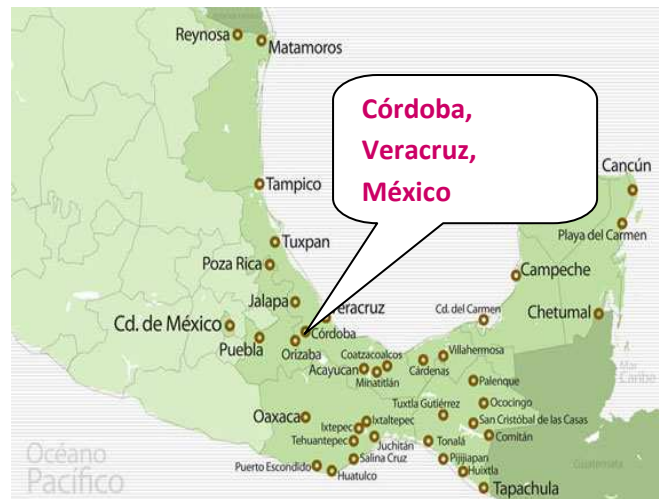 Reynosa
Matamoros
Córdoba,
Veracruz,
México
Cancún
Tampico
Playa del Carmen
Tuxpan
Poza Rica
Campeche
Jalapa
eracruz
Cd. del Carmen
Chetumal
Cd. de México
Córdoba
Puebla
Orizaba
Coatzacoalcos
Villahermosa
Acayucan
Minatitlán
Cárdenas
Mar
Caribe
Palenque
Tuxtla Gutiérrez
Ococingo
Oaxaca
Ixtepec
Ixtaltepec
San Cristóbal de las Casas
Tehuantepec
Juchitán
Tonalá
Comitán
Océano
Pacífico
Puerto Escondido
Salina Cruz
Huatulco
Pijijiapan
Huixtla
Guatemala
Tapachula